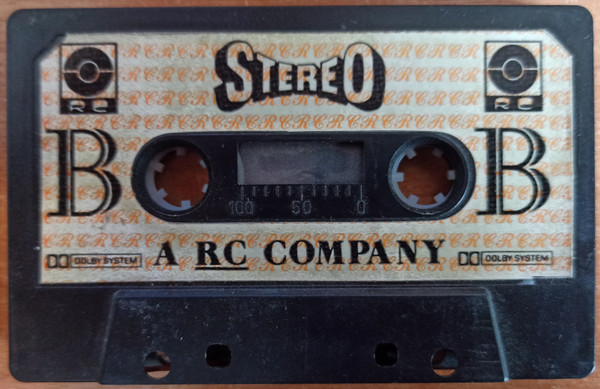 STEREO
RC RC
B B
100 50 0
DOLBY SYSTEM A RC COMPANY DOLBY SYSTEM